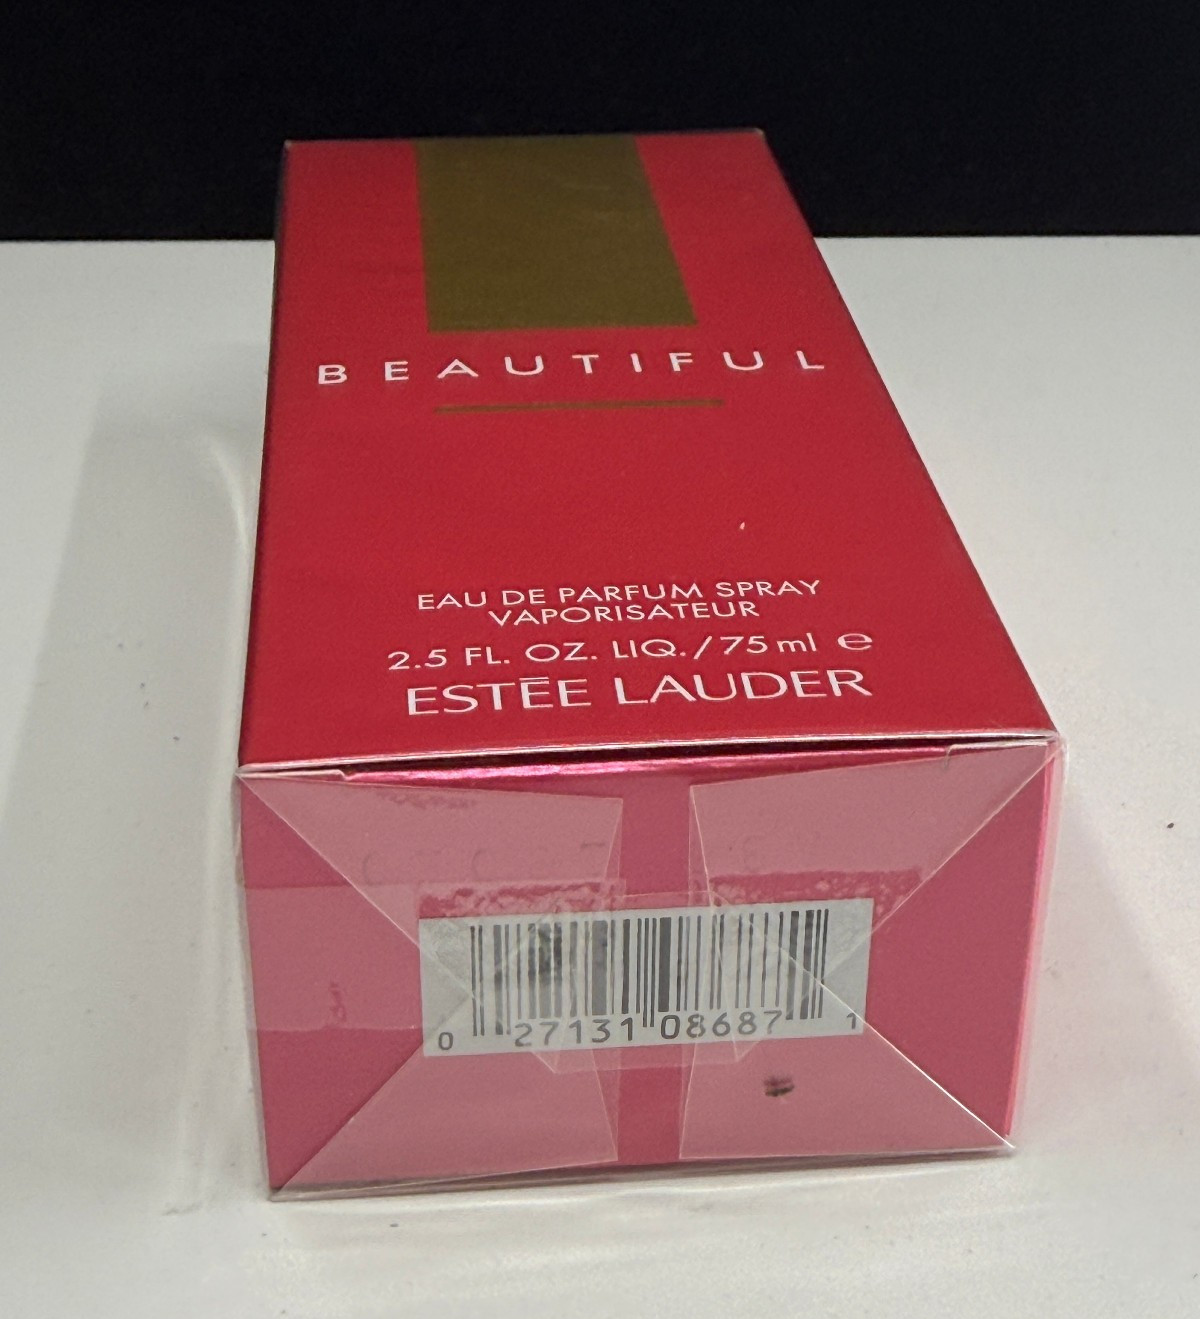 BEAUTIFUL
EAU DE PARFUM SPRAY
VAPORISATEUR
2.5 FL. OZ. LIQ./75 ml ℮
ESTĒE LAUDER
0 27131 08687 1